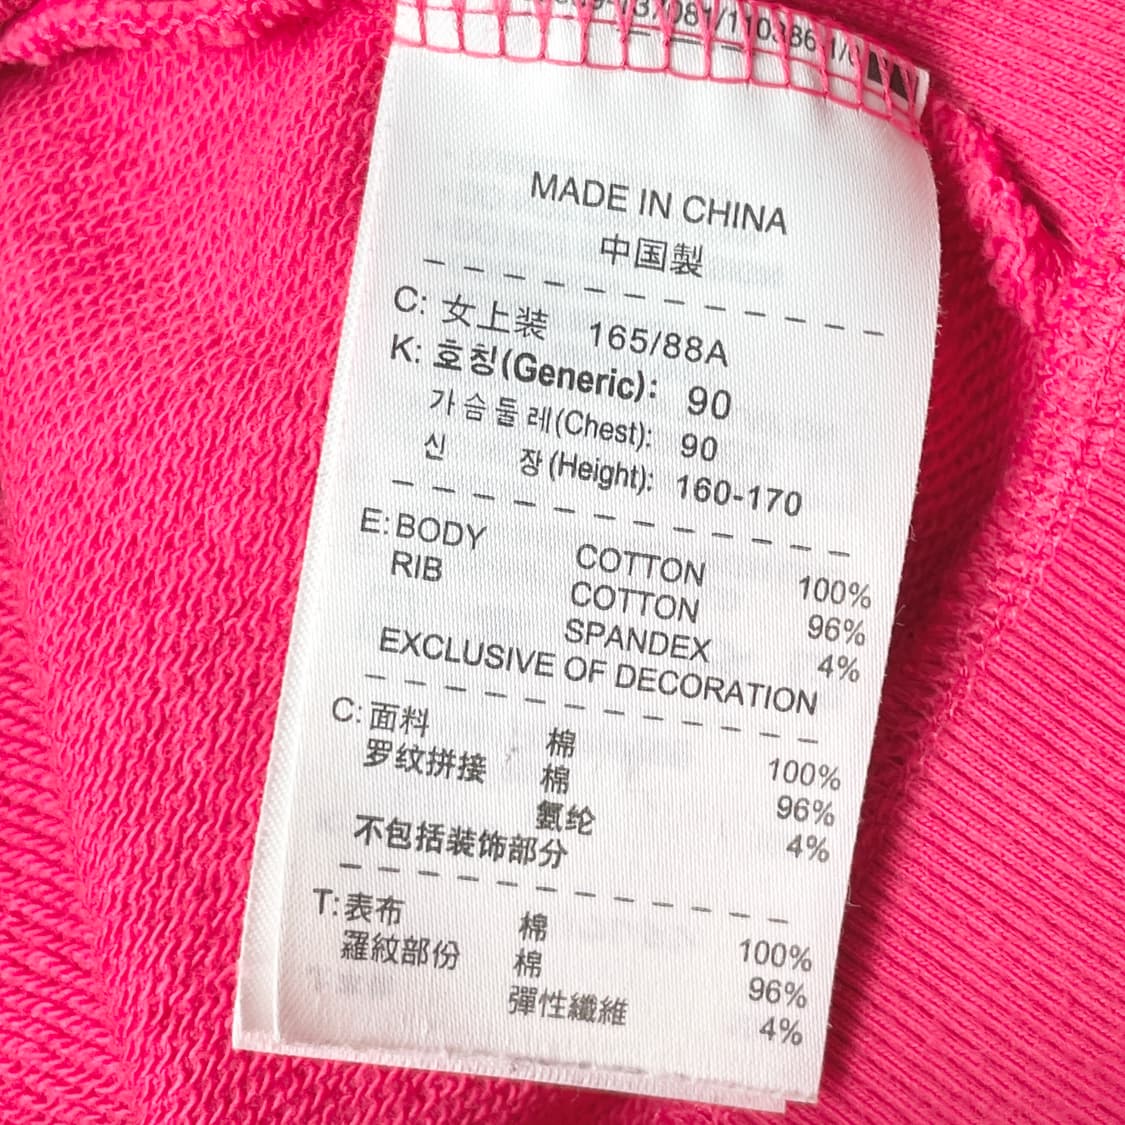 MADE IN CHINA
中国製
C: 女上装 165/88A
K: 호칭(Generic): 90
가슴둘레(Chest): 90
신 장(Height): 160-170
E: BODY COTTON 100%
RIB COTTON 96%
SPANDEX 4%
EXCLUSIVE OF DECORATION
C: 面料 棉 100%
罗纹拼接 棉 96%
氨纶 4%
不包括装饰部分
T: 表布 棉 100%
羅紋部份 棉 96%
彈性纖維 4%